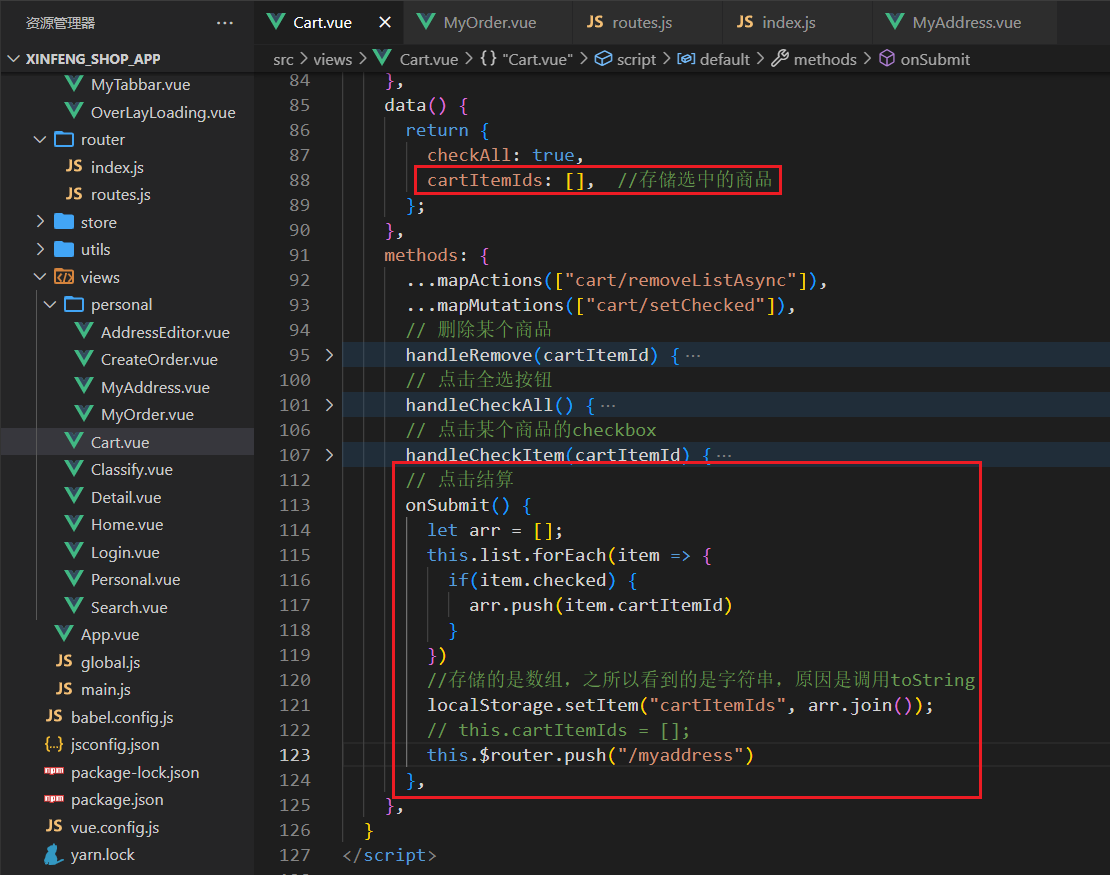 资源管理器 ···
XINFENG_SHOP_APP
MyTabbar.vue
OverLayLoading.vue
router
JS index.js
JS routes.js
store
utils
views
personal
AddressEditor.vue
CreateOrder.vue
MyAddress.vue
MyOrder.vue
Cart.vue
Classify.vue
Detail.vue
Home.vue
Login.vue
Personal.vue
Search.vue
App.vue
JS global.js
JS main.js
JS babel.config.js
{..} jsconfig.json
npm package-lock.json
npm package.json
JS vue.config.js
yarn.lock
Cart.vue × MyOrder.vue JS routes.js JS index.js MyAddress.vue
src > views > Cart.vue > {} "Cart.vue" > script > default > methods > onSubmit
84 },
85 data() {
86 return {
87 checkAll: true,
88 cartItemIds: [], //存储选中的商品
89 };
90 },
91 methods: {
92 ...mapActions(["cart/removeListAsync"]),
93 ...mapMutations(["cart/setChecked"]),
94 // 删除某个商品
95 > handleRemove(cartItemId) { ···
100 // 点击全选按钮
101 > handleCheckAll() { ···
106 // 点击某个商品的checkbox
107 > handleCheckItem(cartItemId) { ···
112 // 点击结算
113 onSubmit() {
114 let arr = [];
115 this.list.forEach(item => {
116 if(item.checked) {
117 arr.push(item.cartItemId)
118 }
119 })
120 //存储的是数组，之所以看到的是字符串，原因是调用toString
121 localStorage.setItem("cartItemIds", arr.join());
122 // this.cartItemIds = [];
123 this.$router.push("/myaddress")
124 },
125 },
126 }
127 </script>